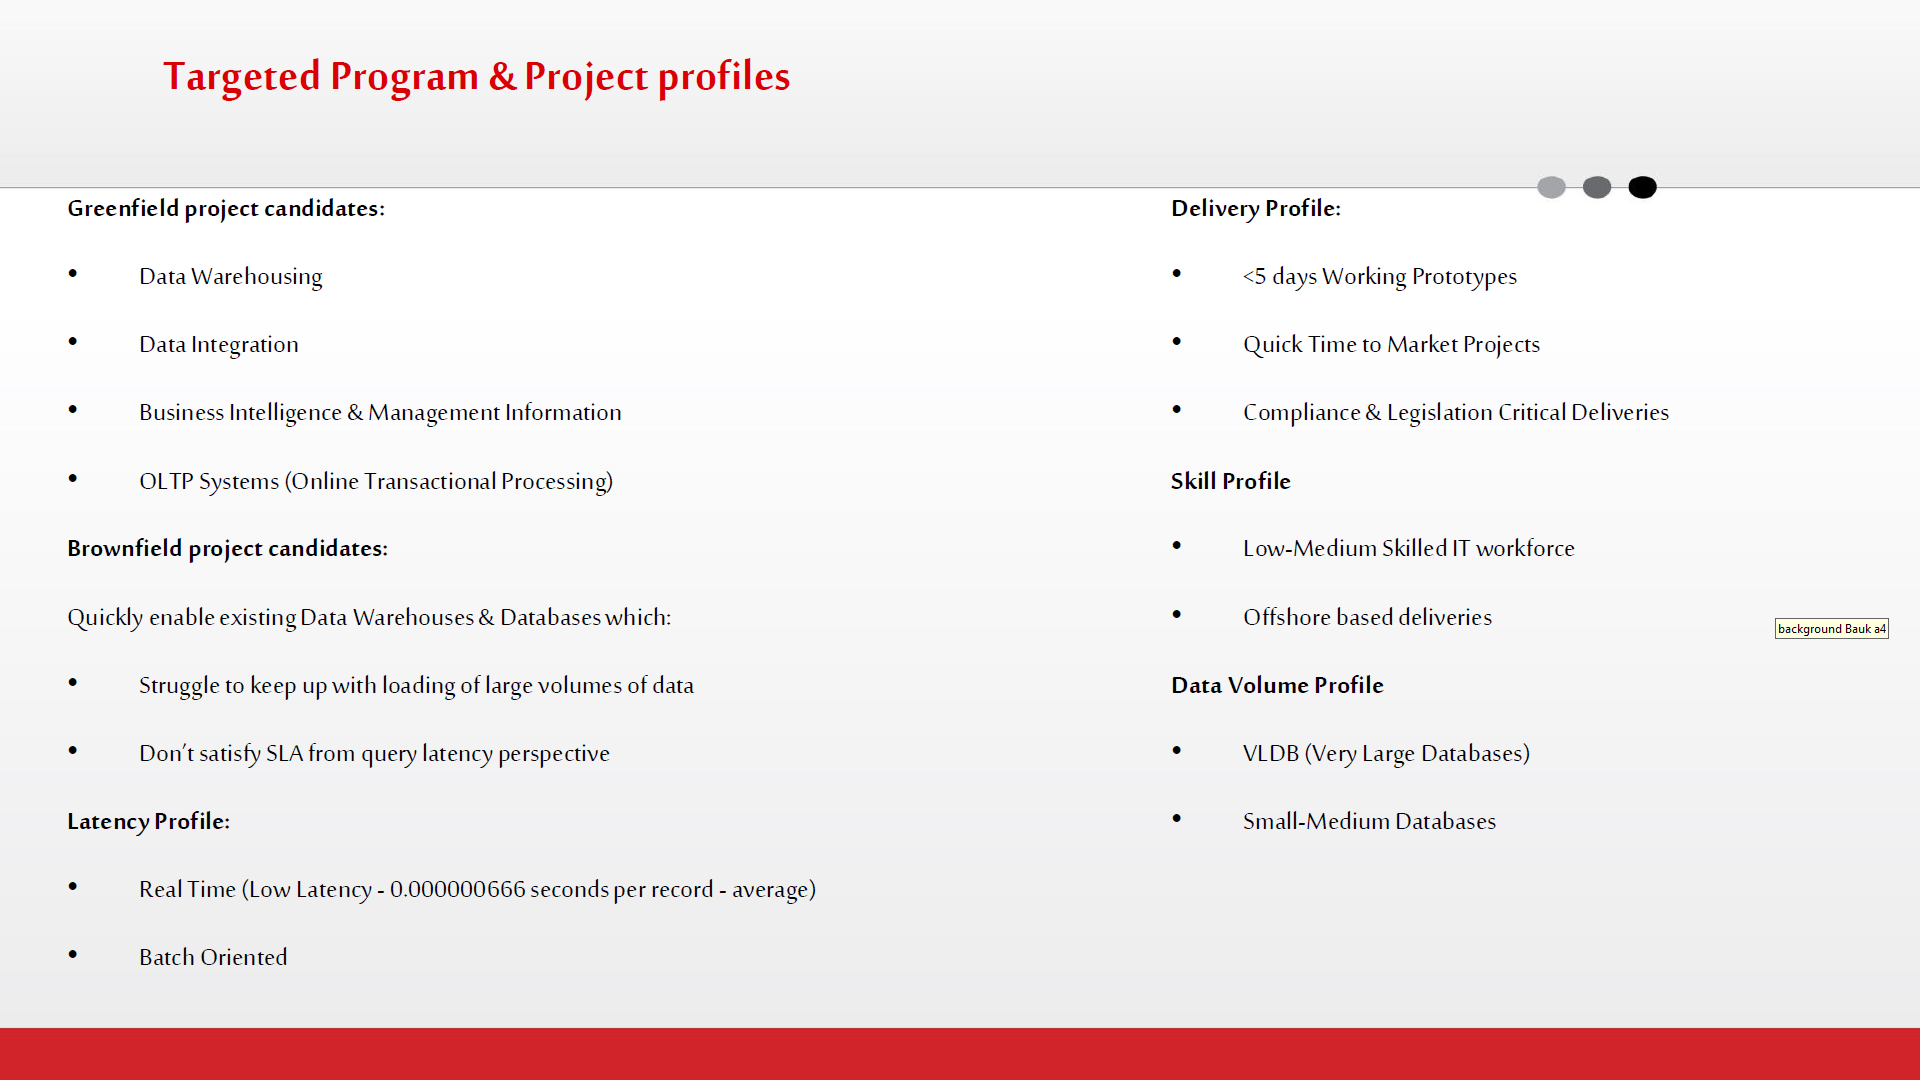 Targeted Program & Project profiles
Greenfield project candidates:
• Data Warehousing
• Data Integration
• Business Intelligence & Management Information
• OLTP Systems (Online Transactional Processing)
Brownfield project candidates:
Quickly enable existing Data Warehouses & Databases which:
• Struggle to keep up with loading of large volumes of data
• Don’t satisfy SLA from query latency perspective
Latency Profile:
• Real Time (Low Latency - 0.000000666 seconds per record - average)
• Batch Oriented
Delivery Profile:
• <5 days Working Prototypes
• Quick Time to Market Projects
• Compliance & Legislation Critical Deliveries
Skill Profile
• Low-Medium Skilled IT workforce
• Offshore based deliveries
Data Volume Profile
• VLDB (Very Large Databases)
• Small-Medium Databases
background Bauk a4